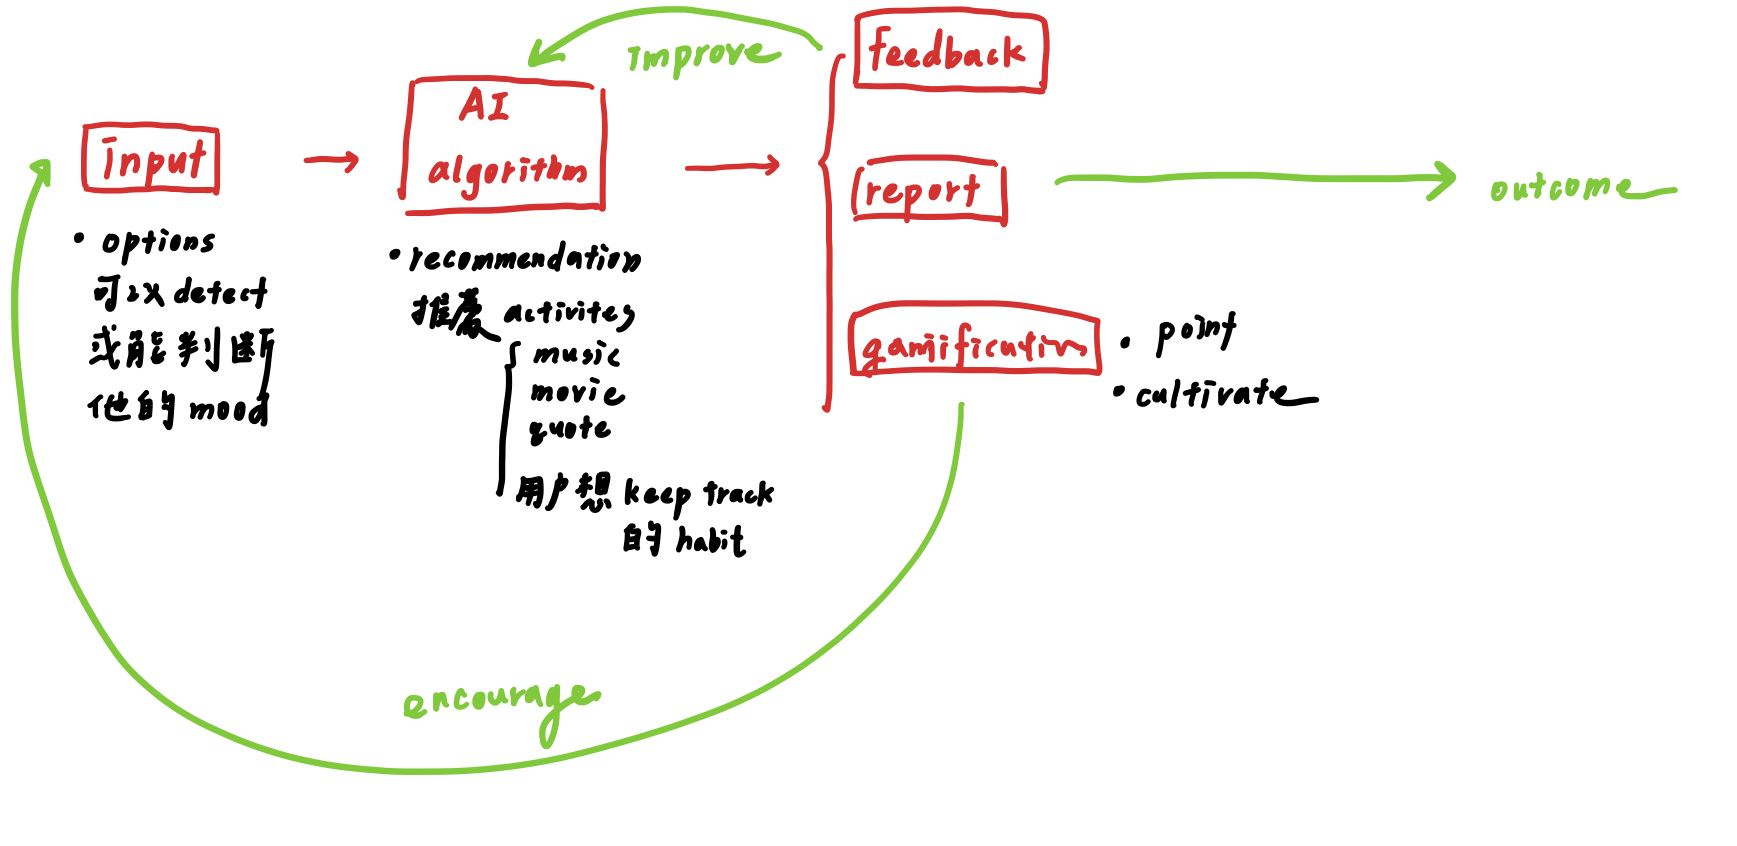 input
• options
可以 detect
或能判断
他的 mood
AI
algorithm
• recommendation
推荐 activites
music
movie
quote
用户想 keep track
的 habit
improve
feedback
report
outcome
gamification
• point
• cultivate
encourage